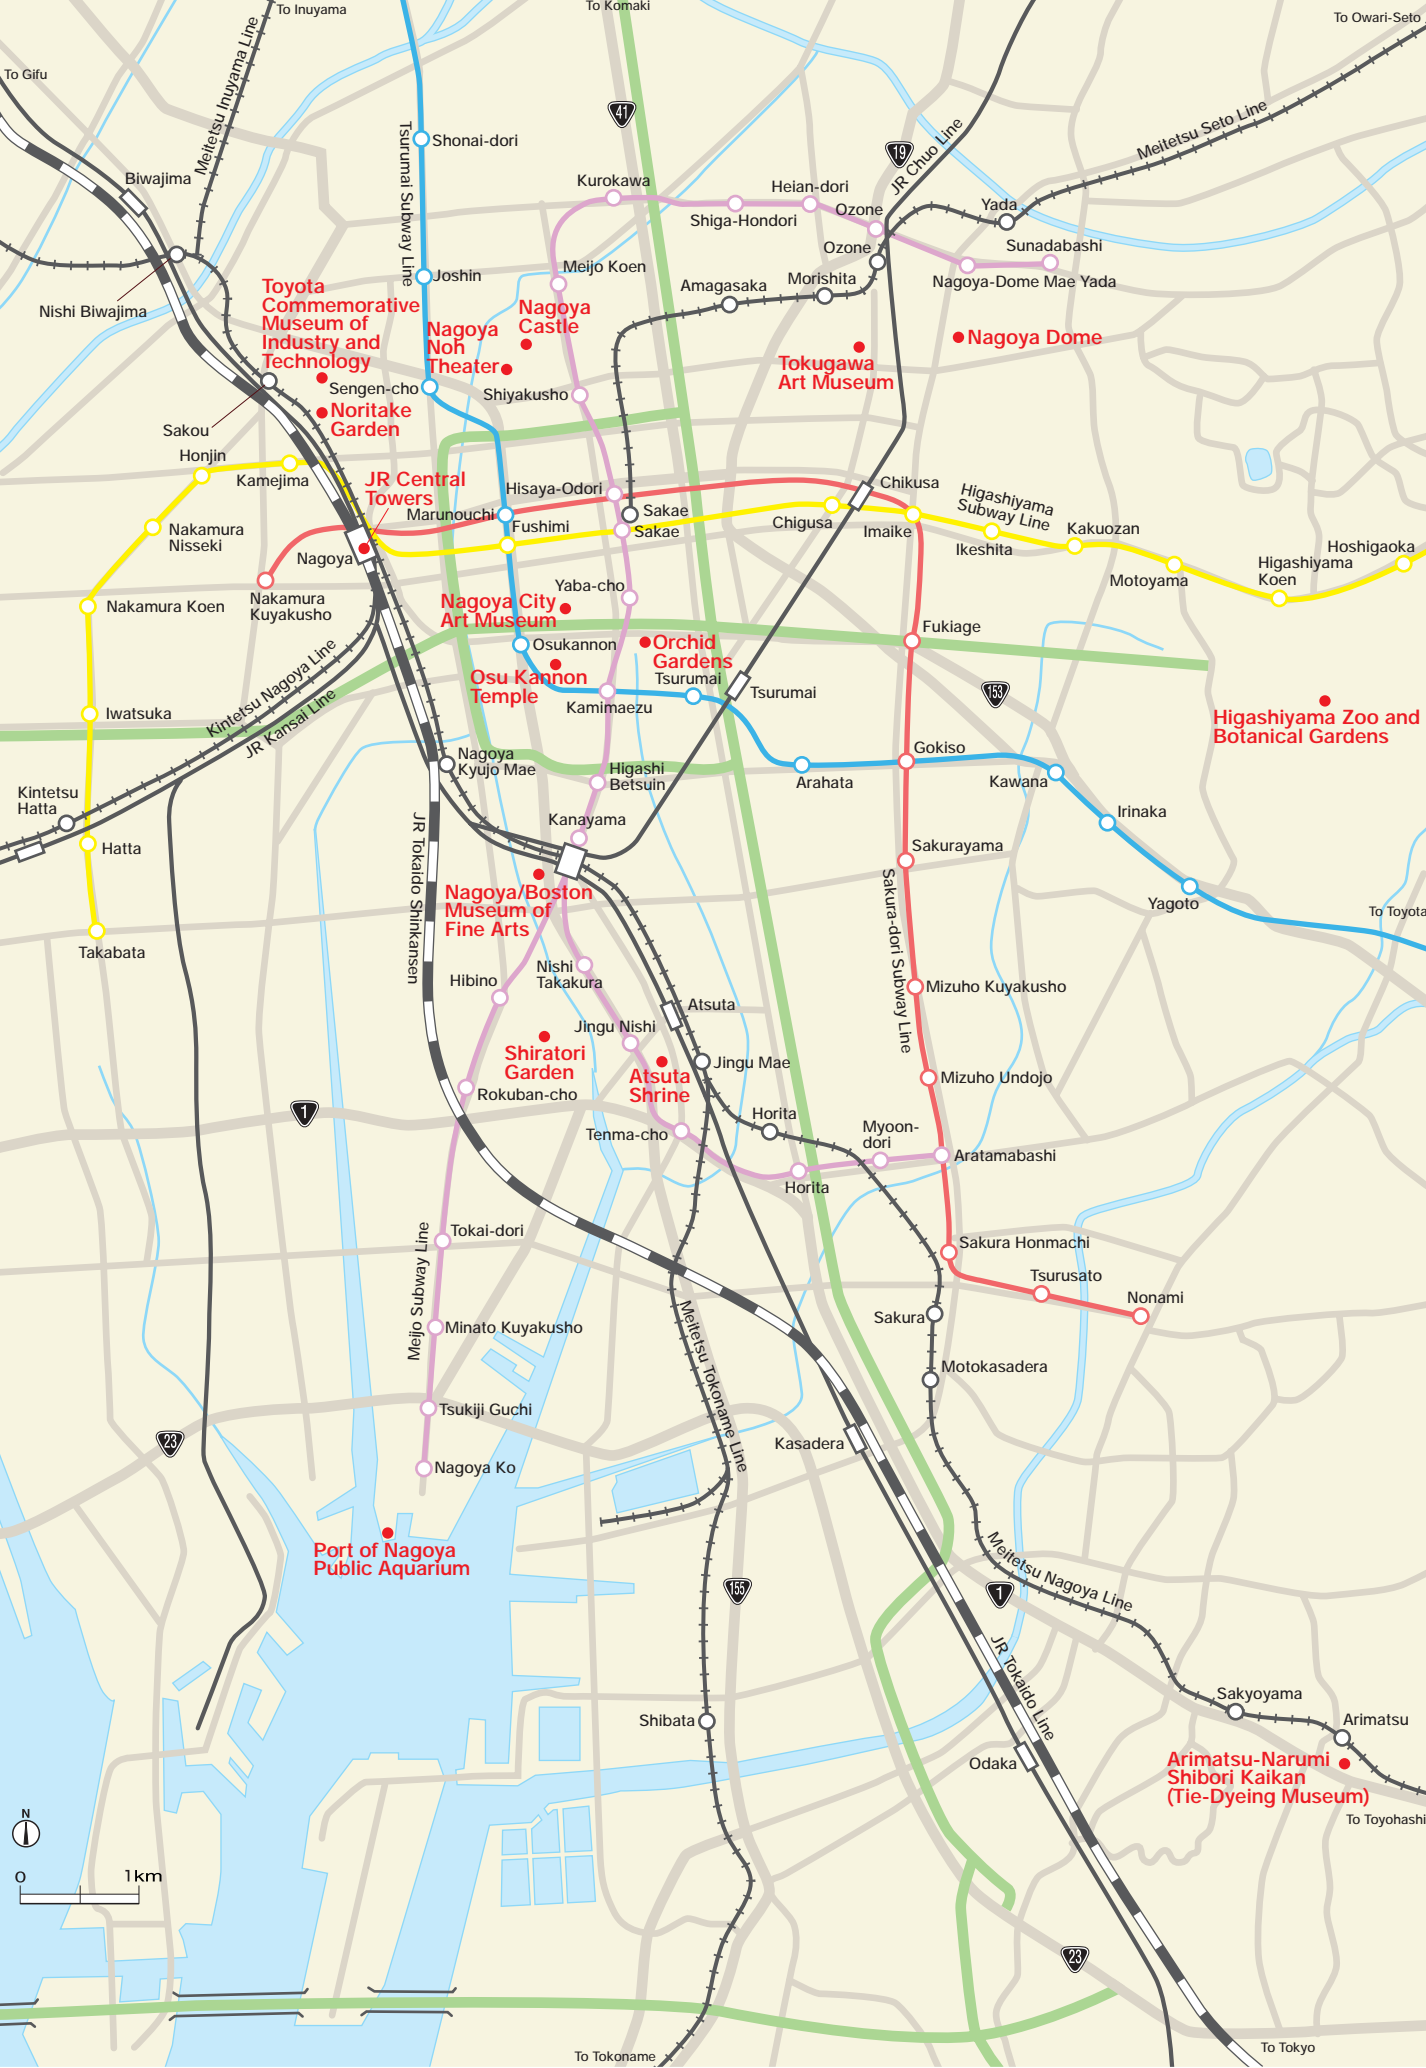 To Inuyama
To Komaki
To Owari-Seto
To Gifu
Meitetsu Inuyama Line
41
Meitetsu Seto Line
Tsurumai Subway Line
Shonai-dori
19
JR Chuo Line
Biwajima
Kurokawa
Heian-dori
Shiga-Hondori
Ozone
Yada
Ozone
Sunadabashi
Meijo Koen
Joshin
Morishita
Nagoya-Dome Mae Yada
Amagasaka
Nishi Biwajima
Toyota
Commemorative
Museum of
Industry and
Technology
Nagoya
Castle
Nagoya
Noh
Theater
Nagoya Dome
Tokugawa
Art Museum
Sengen-cho
Shiyakusho
Noritake
Garden
Sakou
Honjin
Kamejima
JR Central
Towers
Hisaya-Odori
Chikusa
Higashiyama
Subway Line
Marunouchi
Sakae
Fushimi
Sakae
Chigusa
Imaike
Ikeshita
Kakuozan
Hoshigaoka
Nakamura
Nisseki
Nagoya
Motoyama
Higashiyama
Koen
Yaba-cho
Nakamura
Kuyakusho
Nakamura Koen
Nagoya City
Art Museum
Fukiage
Osukannon
Orchid
Gardens
Kintetsu Nagoya Line
JR Kansai Line
Osu Kannon
Temple
Tsurumai
Tsurumai
Kamimaezu
153
Iwatsuka
Higashiyama Zoo and
Botanical Gardens
Nagoya
Kyujo Mae
Higashi
Betsuin
Gokiso
Arahata
Kawana
Kintetsu
Hatta
Irinaka
Kanayama
Hatta
JR Tokaido Shinkansen
Sakurayama
Nagoya/Boston
Museum of
Fine Arts
Sakura-dori Subway Line
Yagoto
To Toyota
Takabata
Nishi
Takakura
Hibino
Mizuho Kuyakusho
Atsuta
Jingu Nishi
Shiratori
Garden
Atsuta
Shrine
Jingu Mae
Mizuho Undojo
Rokuban-cho
1
Horita
Tenma-cho
Myoon-
dori
Aratamabashi
Horita
Tokai-dori
Meijo Subway Line
Sakura Honmachi
Tsurusato
Nonami
Minato Kuyakusho
Meitetsu Tokoname Line
Sakura
Motokasadera
Tsukiji Guchi
23
Kasadera
Nagoya Ko
Port of Nagoya
Public Aquarium
Meitetsu Nagoya Line
155
1
JR Tokaido Line
Sakyoyama
Shibata
Arimatsu
Odaka
Arimatsu-Narumi
Shibori Kaikan
(Tie-Dyeing Museum)
N
To Toyohashi
0 1km
23
To Tokoname
To Tokyo